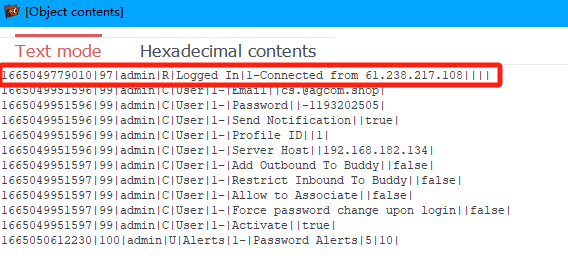 [Object contents]
Text mode Hexadecimal contents
1665049779010|97|admin|R|Logged In|1-Connected from 61.238.217.108||||
1665049951596|99|admin|C|User|1-|Email||cs.@agcom.shop|
1665049951596|99|admin|C|User|1-|Password||-1193202505|
1665049951596|99|admin|C|User|1-|Send Notification||true|
1665049951596|99|admin|C|User|1-|Profile ID||1|
1665049951596|99|admin|C|User|1-|Server Host||192.168.182.134|
1665049951597|99|admin|C|User|1-|Add Outbound To Buddy||false|
1665049951597|99|admin|C|User|1-|Restrict Inbound To Buddy||false|
1665049951597|99|admin|C|User|1-|Allow to Associate||false|
1665049951597|99|admin|C|User|1-|Force password change upon login||false|
1665049951597|99|admin|C|User|1-|Activate||true|
1665050612230|100|admin|U|Alerts|1-|Password Alerts|5|10|